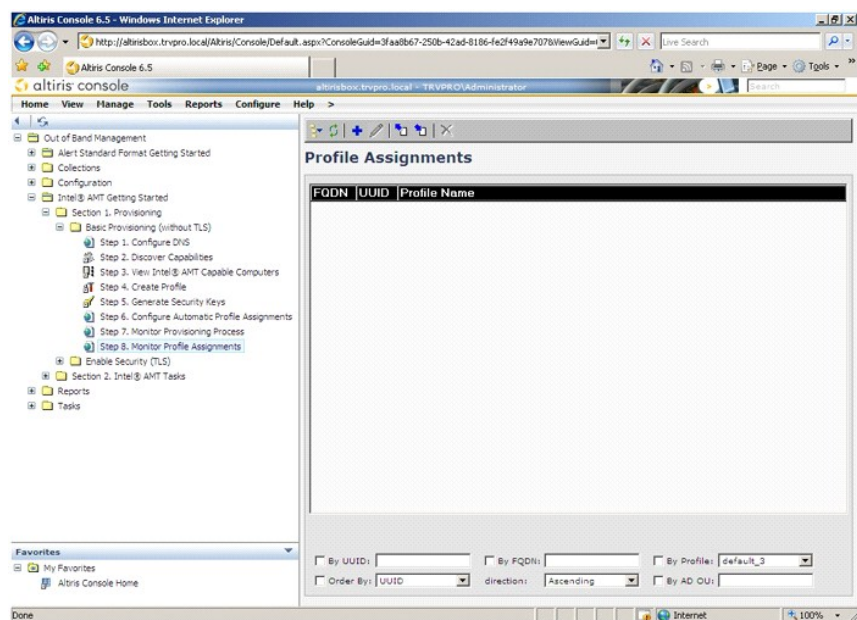 Altiris Console 6.5 - Windows Internet Explorer
http://altirisbox.trvpro.local/Altiris/Console/Default.aspx?ConsoleGuid=3faa8b67-250b-42ad-8186-fe2f49a9e707&ViewGuid=
Live Search
Altiris Console 6.5
Page
Tools
altiris console
altirisbox.trvpro.local - TRVPRO\Administrator
Search
Home View Manage Tools Reports Configure Help >
Out of Band Management
Alert Standard Format Getting Started
Collections
Configuration
Intel® AMT Getting Started
Section 1. Provisioning
Basic Provisioning (without TLS)
Step 1. Configure DNS
Step 2. Discover Capabilities
Step 3. View Intel® AMT Capable Computers
Step 4. Create Profile
Step 5. Generate Security Keys
Step 6. Configure Automatic Profile Assignments
Step 7. Monitor Provisioning Process
Step 8. Monitor Profile Assignments
Enable Security (TLS)
Section 2. Intel® AMT Tasks
Reports
Tasks
Favorites
My Favorites
Altiris Console Home
Profile Assignments
FQDN UUID Profile Name
By UUID: By FQDN: By Profile: default_3
Order By: UUID direction: Ascending By AD OU:
Done
Internet
100%